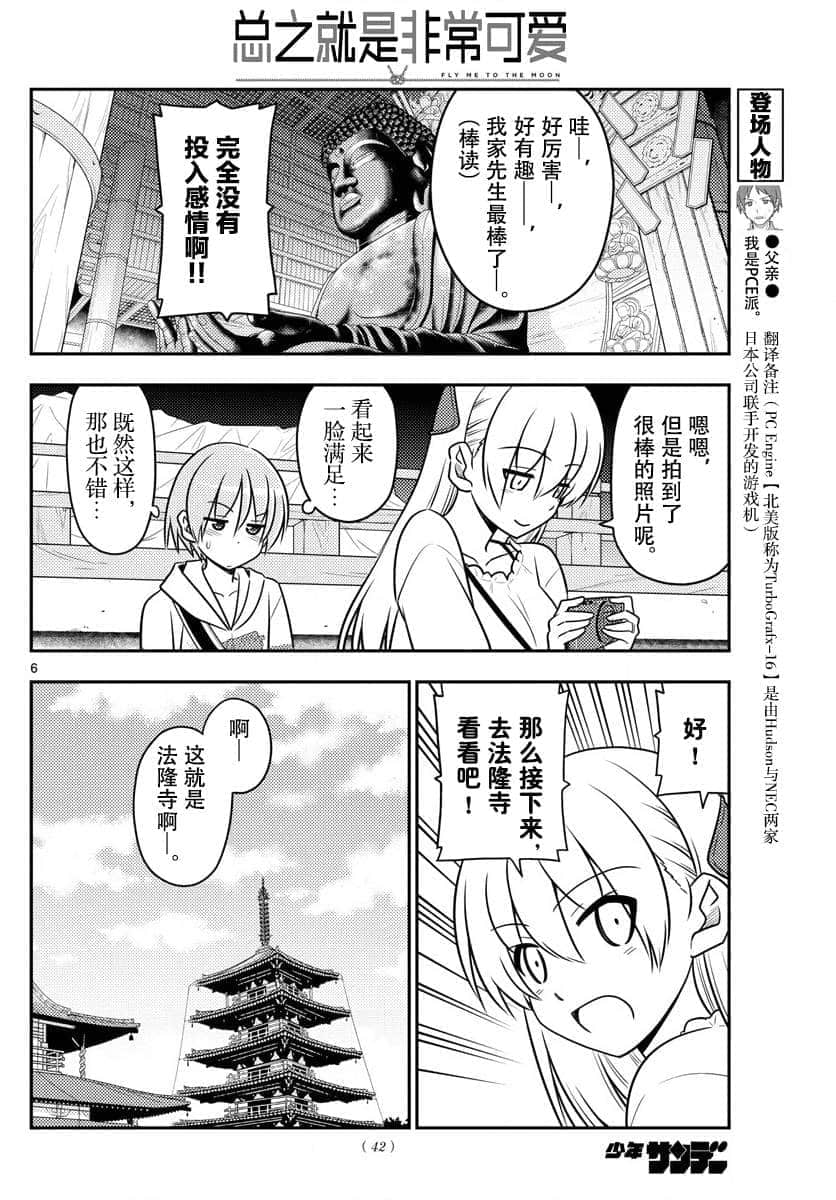 总之就是非常可爱
FLY ME TO THE MOON
登场人物
●父亲●
我是PCE派。
翻译备注（PC Engine【北美版称为TurboGrafx-16】是由Hudson与NEC两家
日本公司联手开发的游戏机）
哇—，
好厉害—，
好有趣——，
我家先生最棒了—。
（棒读）
完全没有
投入感情啊!!
嗯嗯，
但是拍到了
很棒的照片呢。
看起来
一脸满足…
既然这样，
那也不错…
6
好！
那么接下来，
去法隆寺
看看吧！
啊—
这就是
法隆寺啊—。
（42）
少年サンデー